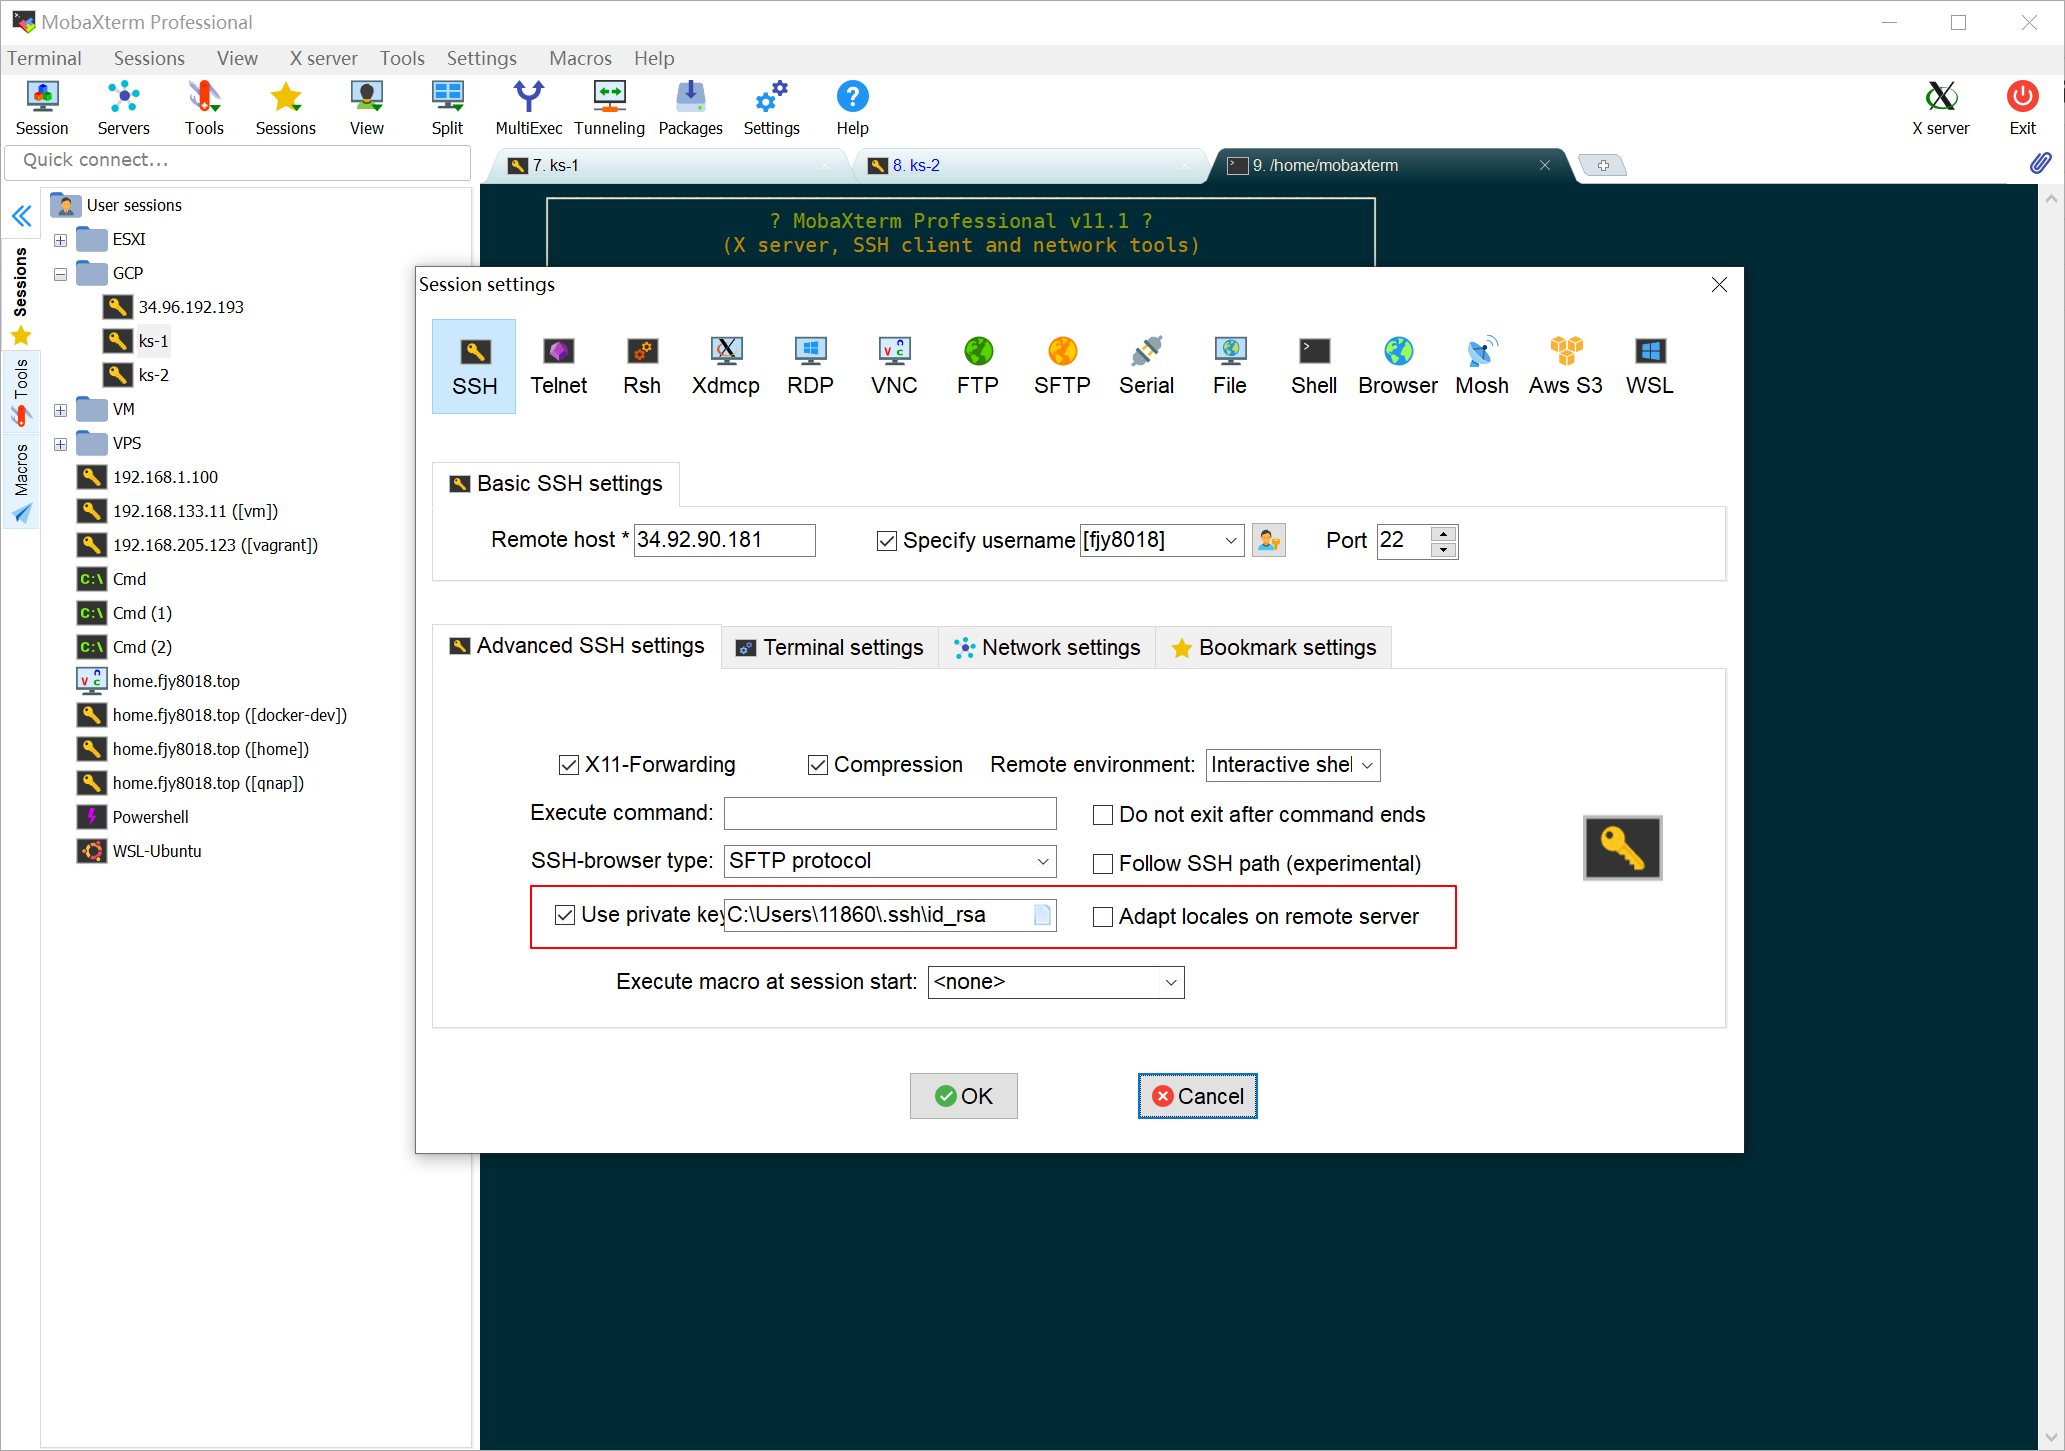 MobaXterm Professional
Terminal Sessions View X server Tools Settings Macros Help
Session Servers Tools Sessions View Split MultiExec Tunneling Packages Settings Help X server Exit
Quick connect...
7. ks-1
8. ks-2
9. /home/mobaxterm
Sessions
Tools
Macros
User sessions
ESXI
GCP
34.96.192.193
ks-1
ks-2
VM
VPS
192.168.1.100
192.168.133.11 ([vm])
192.168.205.123 ([vagrant])
Cmd
Cmd (1)
Cmd (2)
home.fjy8018.top
home.fjy8018.top ([docker-dev])
home.fjy8018.top ([home])
home.fjy8018.top ([qnap])
Powershell
WSL-Ubuntu
? MobaXterm Professional v11.1 ?
(X server, SSH client and network tools)
Session settings
SSH Telnet Rsh Xdmcp RDP VNC FTP SFTP Serial File Shell Browser Mosh Aws S3 WSL
Basic SSH settings
Remote host * 34.92.90.181 Specify username [fjy8018] Port 22
Advanced SSH settings Terminal settings Network settings Bookmark settings
X11-Forwarding Compression Remote environment: Interactive shel
Execute command: Do not exit after command ends
SSH-browser type: SFTP protocol Follow SSH path (experimental)
Use private key C:\Users\11860\.ssh\id_rsa Adapt locales on remote server
Execute macro at session start: <none>
OK Cancel